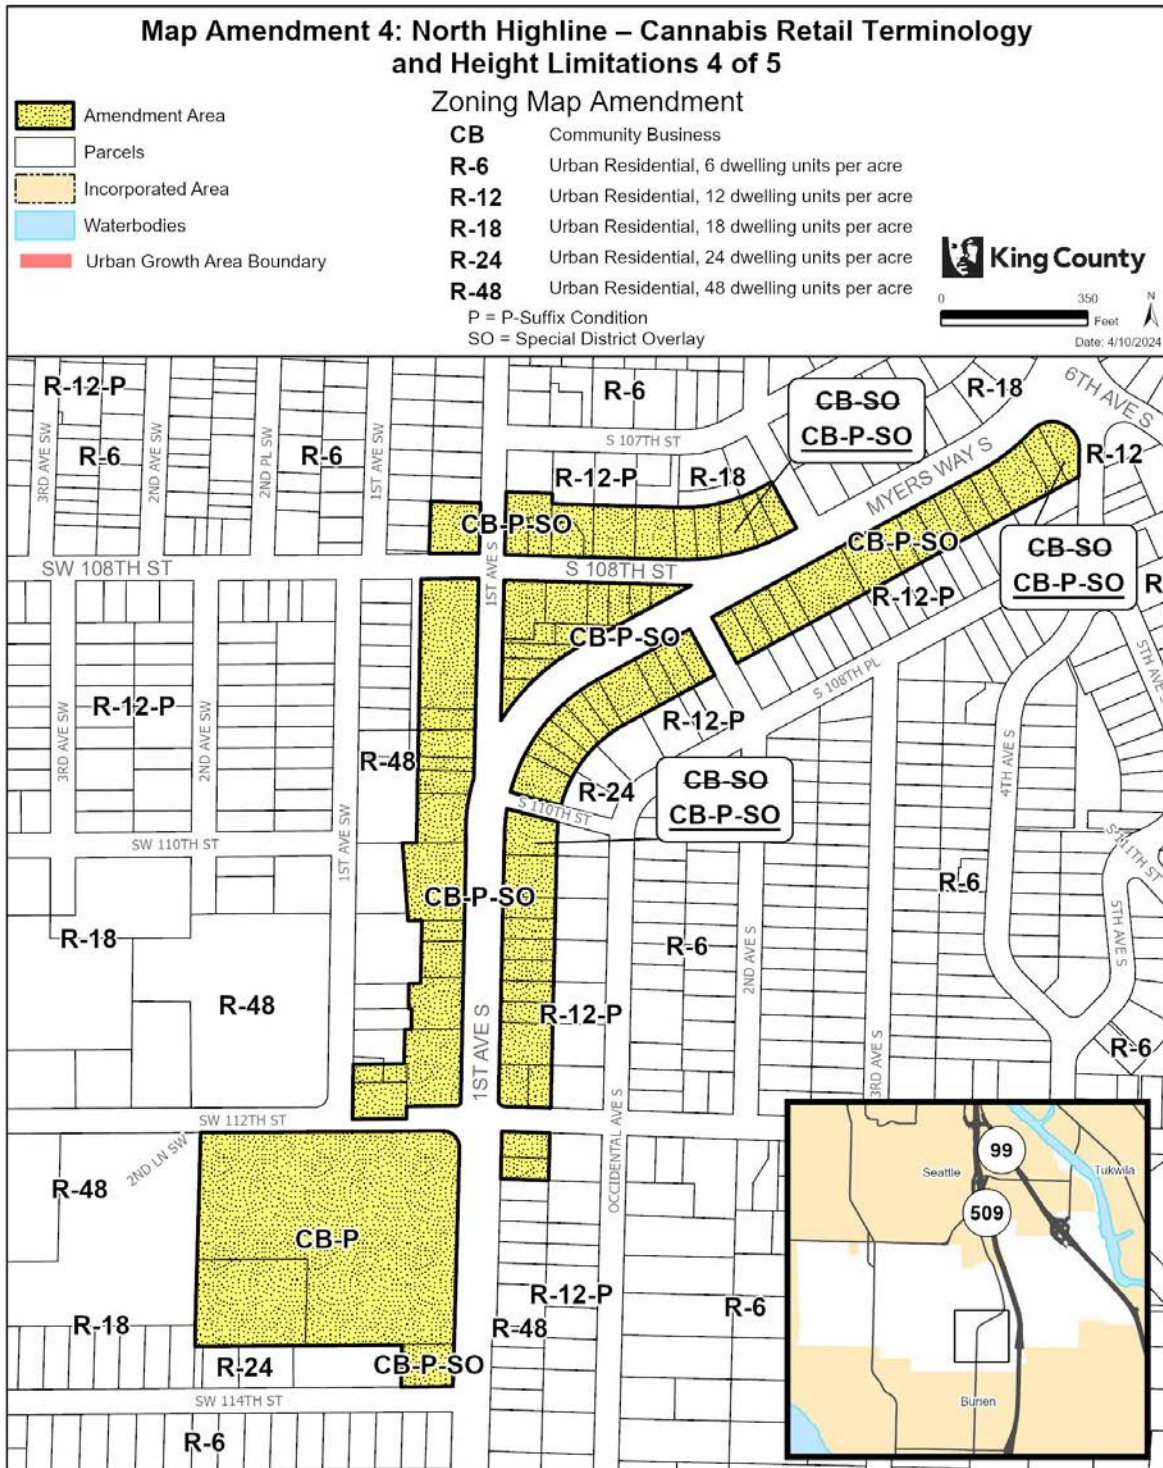 Map Amendment 4: North Highline – Cannabis Retail Terminology
and Height Limitations 4 of 5
Zoning Map Amendment
Amendment Area
Parcels
Incorporated Area
Waterbodies
Urban Growth Area Boundary
CB Community Business
R-6 Urban Residential, 6 dwelling units per acre
R-12 Urban Residential, 12 dwelling units per acre
R-18 Urban Residential, 18 dwelling units per acre
R-24 Urban Residential, 24 dwelling units per acre
R-48 Urban Residential, 48 dwelling units per acre
P = P-Suffix Condition
SO = Special District Overlay
King County
0 350
Feet
N
Date: 4/10/2024
R-12-P
R-6
R-18
6TH AVE S
CB-SO
CB-P-SO
3RD AVE SW
R-6
2ND AVE SW
2ND PL SW
R-6
1ST AVE SW
S 107TH ST
R-12-P
R-18
MYERS WAY S
R-12
CB-P-SO
1ST AVE S
CB-P-SO
CB-SO
CB-P-SO
R
SW 108TH ST
S 108TH ST
R-12-P
CB-P-SO
5TH AVE S
S 108TH PL
3RD AVE SW
R-12-P
2ND AVE SW
R-12-P
R-48
4TH AVE S
CB-SO
CB-P-SO
R-24
S 110TH ST
SW 110TH ST
1ST AVE SW
S 111TH ST
CB-P-SO
R-6
R-18
R-6
2ND AVE S
5TH AVE S
R-48
R-12-P
1ST AVE S
3RD AVE S
R-6
SW 112TH ST
OCCIDENTAL AVE S
2ND LN SW
R-48
CB-P
R-12-P
R-6
R-18
R-48
R-24
CB-P-SO
SW 114TH ST
R-6
99
Seattle
Tukwila
509
Burien